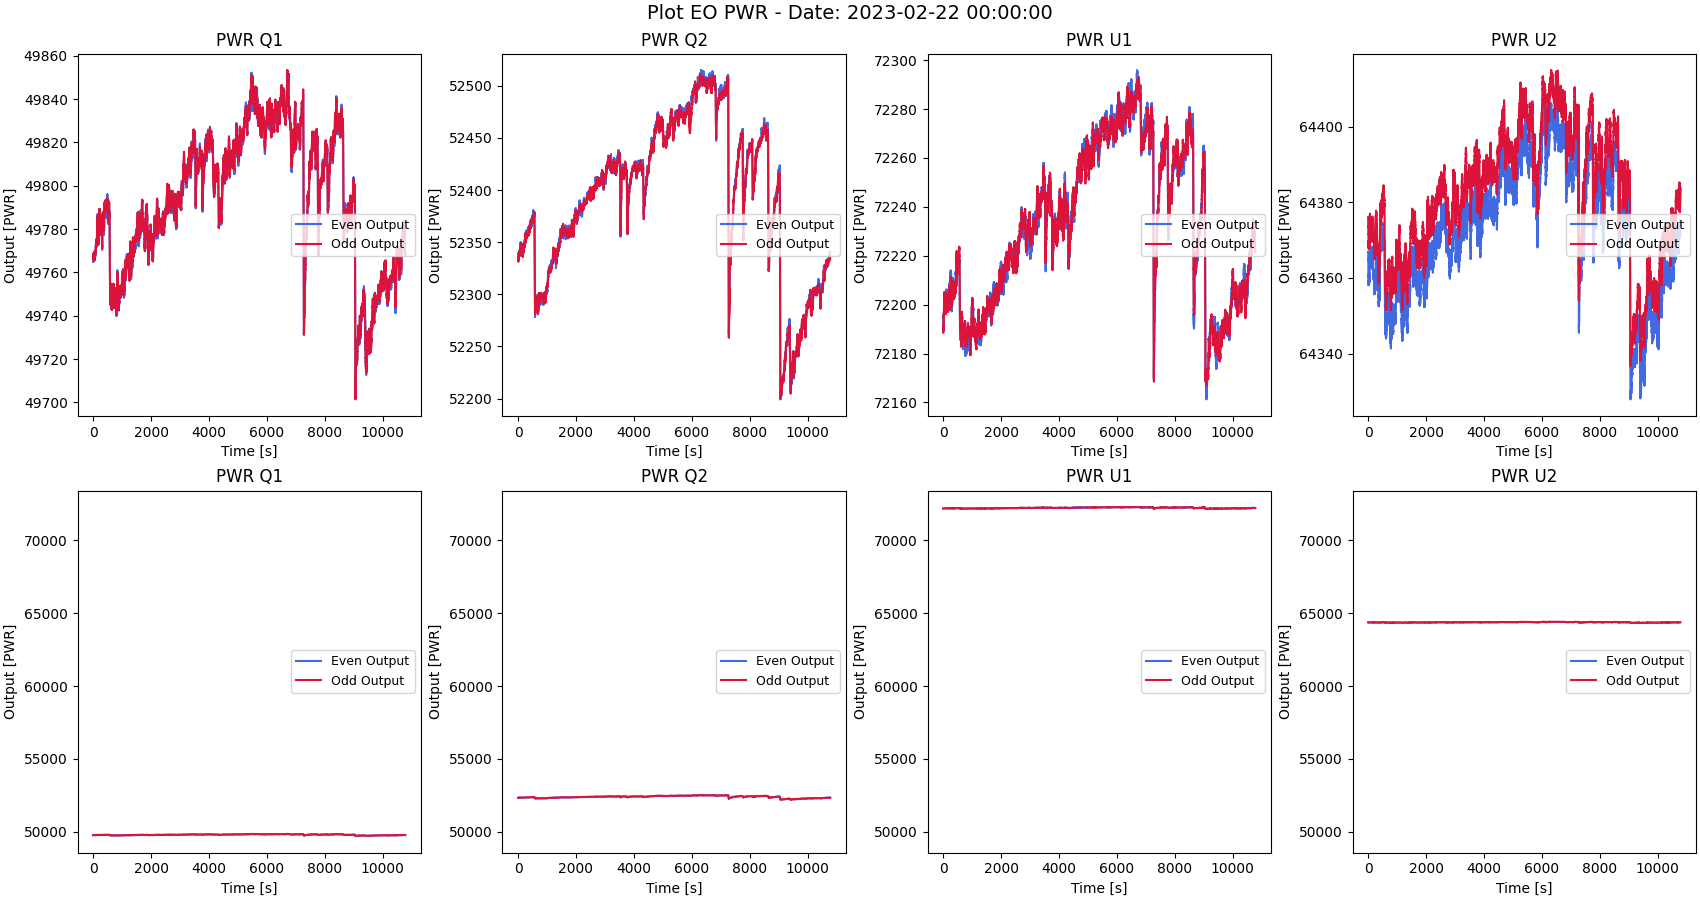 Plot EO PWR - Date: 2023-02-22 00:00:00
PWR Q1
Output [PWR]
49860
49840
49820
49800
49780
49760
49740
49720
49700
0 2000 4000 6000 8000 10000
Time [s]
Even Output
Odd Output
PWR Q2
Output [PWR]
52500
52450
52400
52350
52300
52250
52200
0 2000 4000 6000 8000 10000
Time [s]
Even Output
Odd Output
PWR U1
Output [PWR]
72300
72280
72260
72240
72220
72200
72180
72160
0 2000 4000 6000 8000 10000
Time [s]
Even Output
Odd Output
PWR U2
Output [PWR]
64400
64380
64360
64340
0 2000 4000 6000 8000 10000
Time [s]
Even Output
Odd Output
PWR Q1
Output [PWR]
70000
65000
60000
55000
50000
0 2000 4000 6000 8000 10000
Time [s]
Even Output
Odd Output
PWR Q2
Output [PWR]
70000
65000
60000
55000
50000
0 2000 4000 6000 8000 10000
Time [s]
Even Output
Odd Output
PWR U1
Output [PWR]
70000
65000
60000
55000
50000
0 2000 4000 6000 8000 10000
Time [s]
Even Output
Odd Output
PWR U2
Output [PWR]
70000
65000
60000
55000
50000
0 2000 4000 6000 8000 10000
Time [s]
Even Output
Odd Output